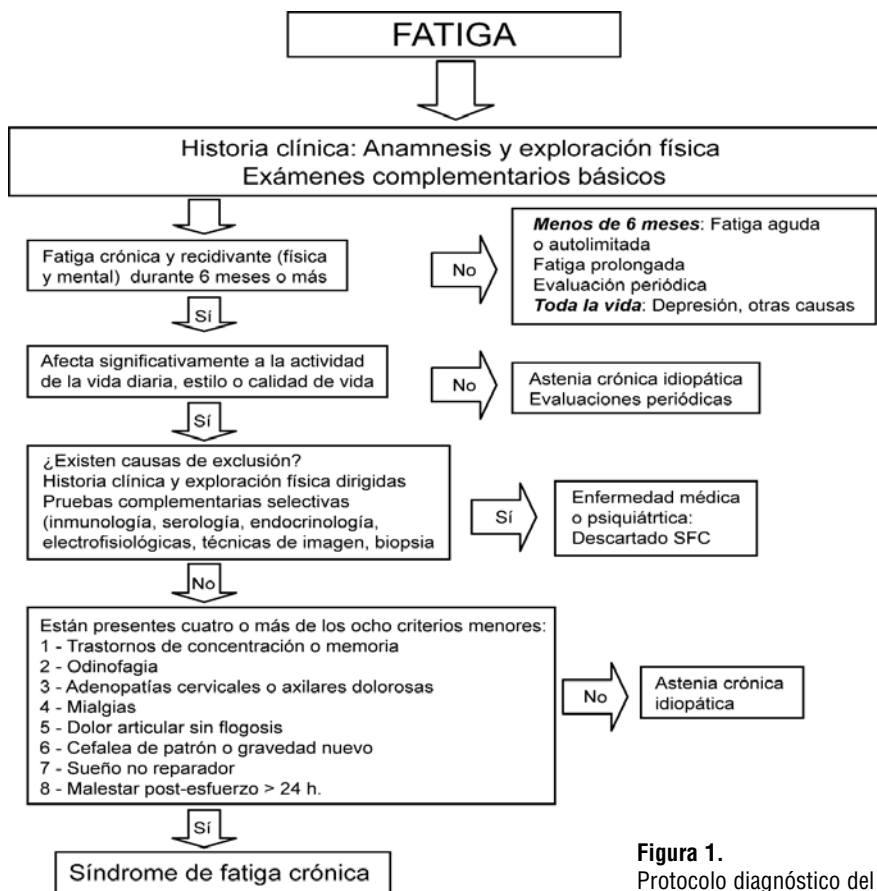 FATIGA
Historia clínica: Anamnesis y exploración física
Exámenes complementarios básicos
Fatiga crónica y recidivante (física
y mental) durante 6 meses o más
No
Menos de 6 meses: Fatiga aguda
o autolimitada
Fatiga prolongada
Evaluación periódica
Toda la vida: Depresión, otras causas
Sí
Afecta significativamente a la actividad
de la vida diaria, estilo o calidad de vida
No
Astenia crónica idiopática
Evaluaciones periódicas
Sí
¿Existen causas de exclusión?
Historia clínica y exploración física dirigidas
Pruebas complementarias selectivas
(inmunología, serología, endocrinología,
electrofisiológicas, técnicas de imagen, biopsia
Sí
Enfermedad médica
o psiquiátrtica:
Descartado SFC
No
Están presentes cuatro o más de los ocho criterios menores:
1 - Trastornos de concentración o memoria
2 - Odinofagia
3 - Adenopatías cervicales o axilares dolorosas
4 - Mialgias
5 - Dolor articular sin flogosis
6 - Cefalea de patrón o gravedad nuevo
7 - Sueño no reparador
8 - Malestar post-esfuerzo > 24 h.
No
Astenia crónica
idiopática
Sí
Síndrome de fatiga crónica
Figura 1.
Protocolo diagnóstico del